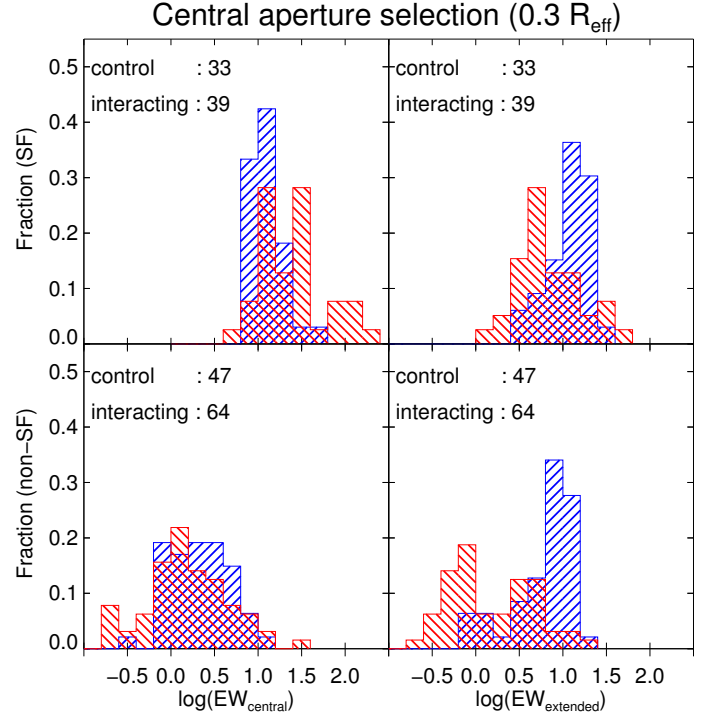 Central aperture selection (0.3 R_eff)
0.5
0.4
0.3
0.2
0.1
0.0
Fraction (SF)
control : 33
interacting : 39
control : 33
interacting : 39
0.5
0.4
0.3
0.2
0.1
0.0
Fraction (non−SF)
control : 47
interacting : 64
control : 47
interacting : 64
−0.5 0.0 0.5 1.0 1.5 2.0
−0.5 0.0 0.5 1.0 1.5 2.0
log(EW_central)
log(EW_extended)